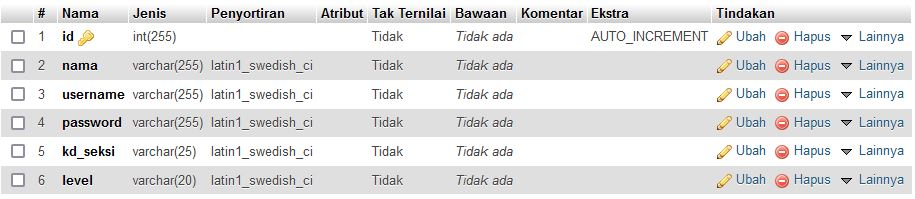 # Nama Jenis Penyortiran Atribut Tak Ternilai Bawaan Komentar Ekstra Tindakan
1 id int(255) Tidak Tidak ada AUTO_INCREMENT Ubah Hapus Lainnya
2 nama varchar(255) latin1_swedish_ci Tidak Tidak ada Ubah Hapus Lainnya
3 username varchar(255) latin1_swedish_ci Tidak Tidak ada Ubah Hapus Lainnya
4 password varchar(255) latin1_swedish_ci Tidak Tidak ada Ubah Hapus Lainnya
5 kd_seksi varchar(25) latin1_swedish_ci Tidak Tidak ada Ubah Hapus Lainnya
6 level varchar(20) latin1_swedish_ci Tidak Tidak ada Ubah Hapus Lainnya